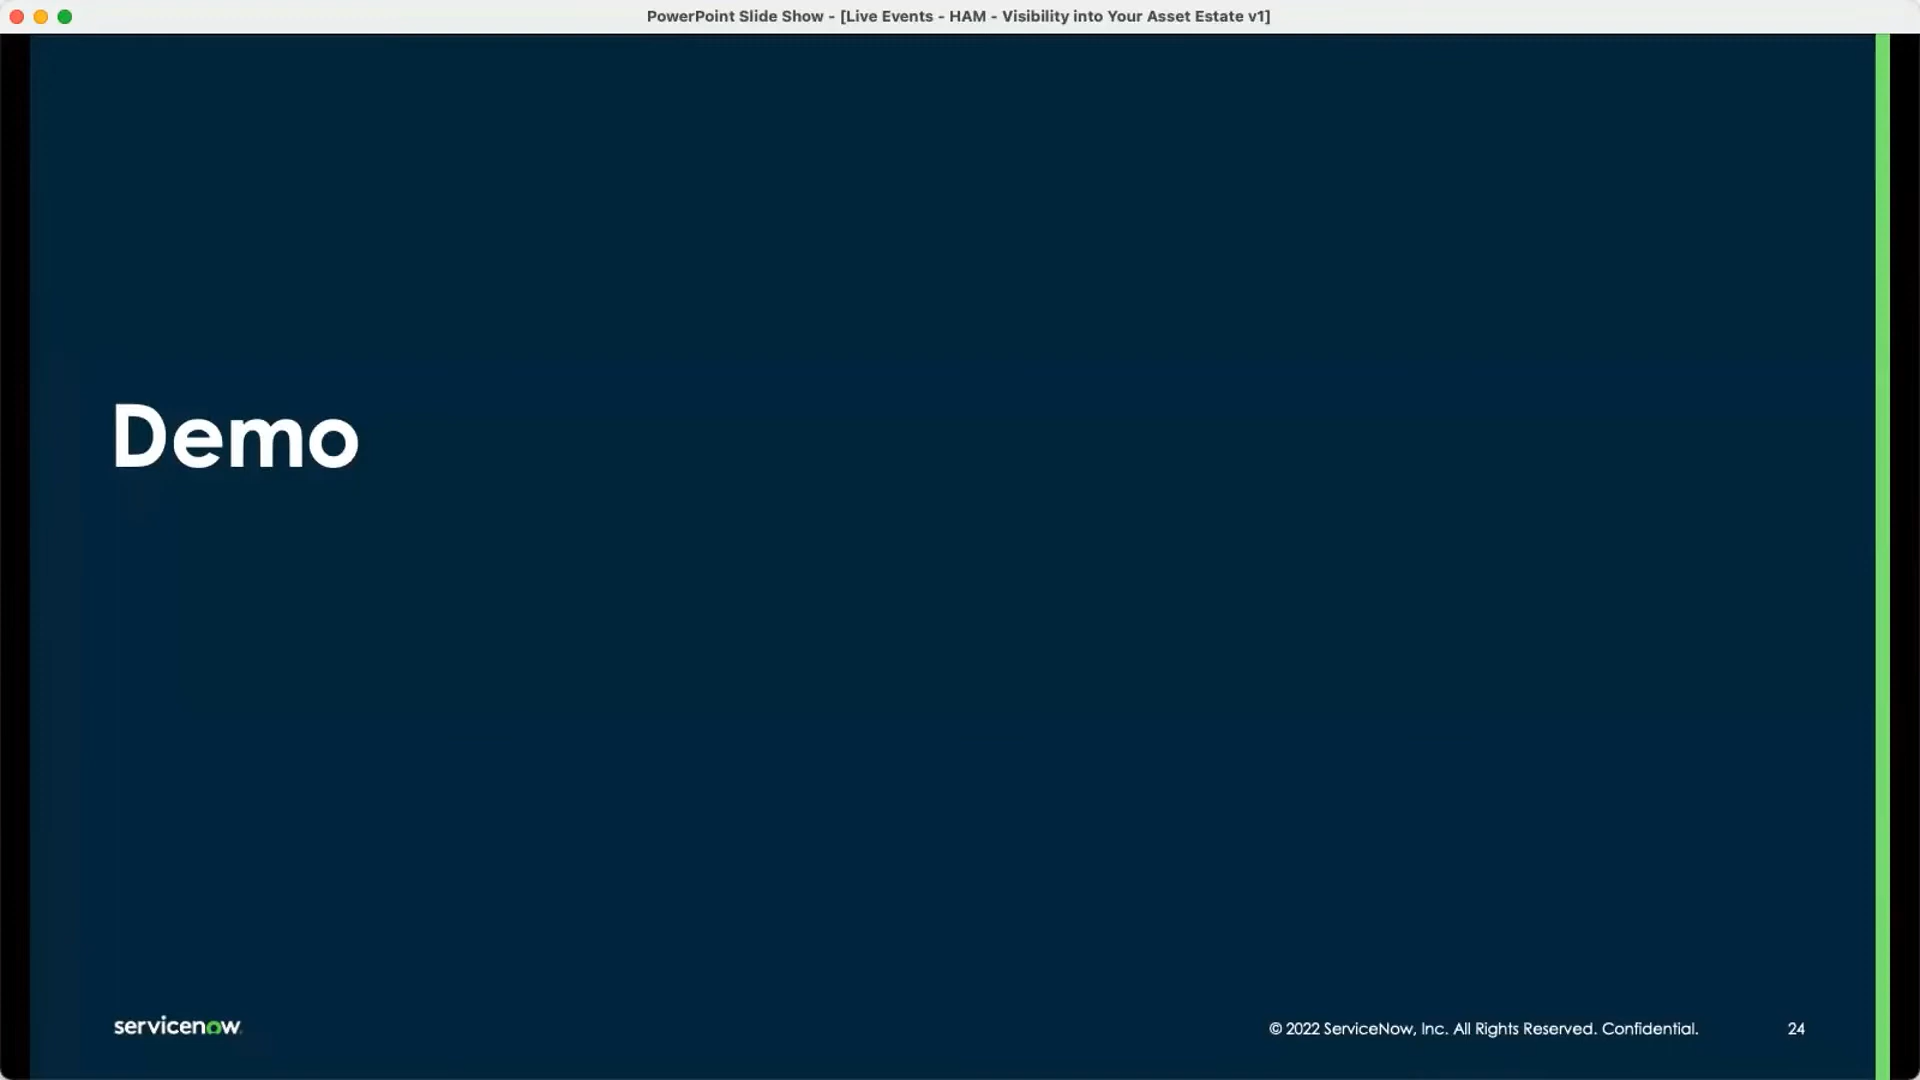 PowerPoint Slide Show - [Live Events - HAM - Visibility into Your Asset Estate v1]
Demo
servicenow
© 2022 ServiceNow, Inc. All Rights Reserved. Confidential.
24